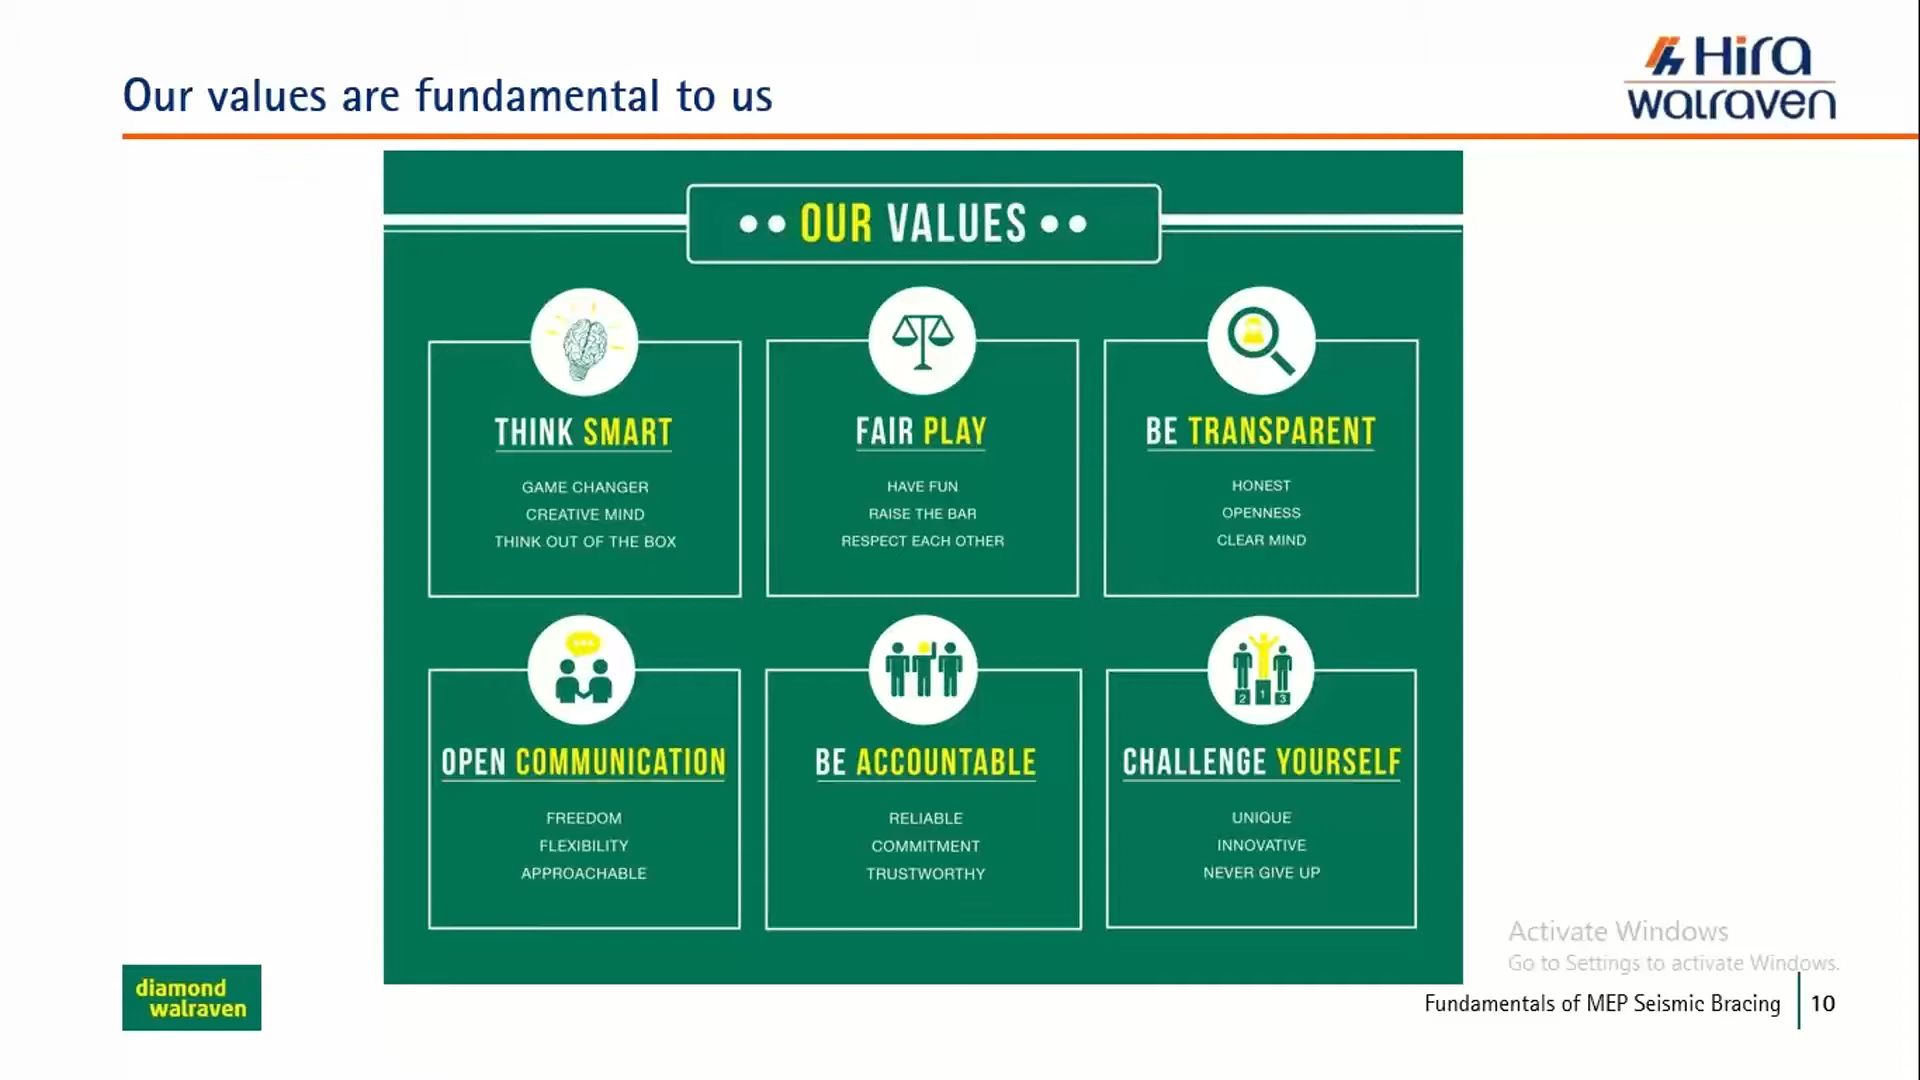 Our values are fundamental to us
Hira
walraven
OUR VALUES
THINK SMART
GAME CHANGER
CREATIVE MIND
THINK OUT OF THE BOX
FAIR PLAY
HAVE FUN
RAISE THE BAR
RESPECT EACH OTHER
BE TRANSPARENT
HONEST
OPENNESS
CLEAR MIND
OPEN COMMUNICATION
FREEDOM
FLEXIBILITY
APPROACHABLE
BE ACCOUNTABLE
RELIABLE
COMMITMENT
TRUSTWORTHY
2 1 3
CHALLENGE YOURSELF
UNIQUE
INNOVATIVE
NEVER GIVE UP
Activate Windows
Go to Settings to activate Windows.
diamond
walraven
Fundamentals of MEP Seismic Bracing 10